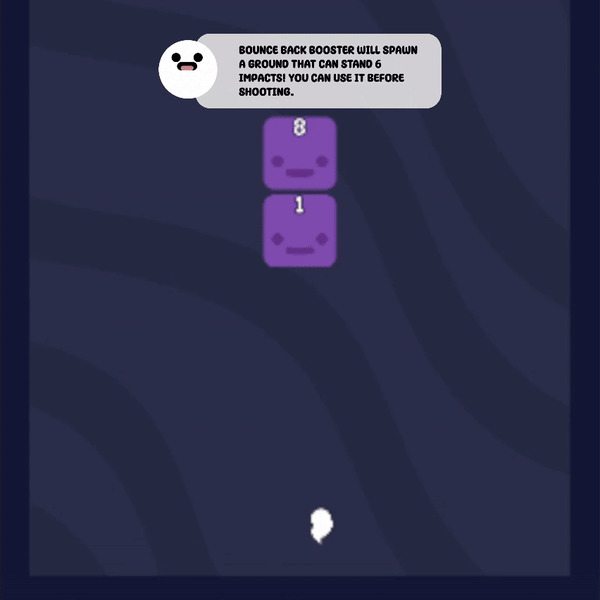 BOUNCE BACK BOOSTER WILL SPAWN
A GROUND THAT CAN STAND 6
IMPACTS! YOU CAN USE IT BEFORE
SHOOTING.
8
1